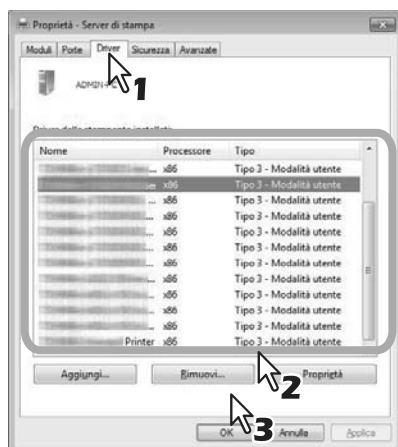 Proprietà - Server di stampa
Moduli Porte Driver Sicurezza Avanzate
ADMIN-PC
1
Driver della stampante installati:
Nome Processore Tipo
x86 Tipo 3 - Modalità utente
x86 Tipo 3 - Modalità utente
x86 Tipo 3 - Modalità utente
x86 Tipo 3 - Modalità utente
x86 Tipo 3 - Modalità utente
x86 Tipo 3 - Modalità utente
x86 Tipo 3 - Modalità utente
x86 Tipo 3 - Modalità utente
x86 Tipo 3 - Modalità utente
x86 Tipo 3 - Modalità utente
x86 Tipo 3 - Modalità utente
Printer x86 Tipo 3 - Modalità utente
Aggiungi... Rimuovi... Proprietà
2
3
OK Annulla Applica